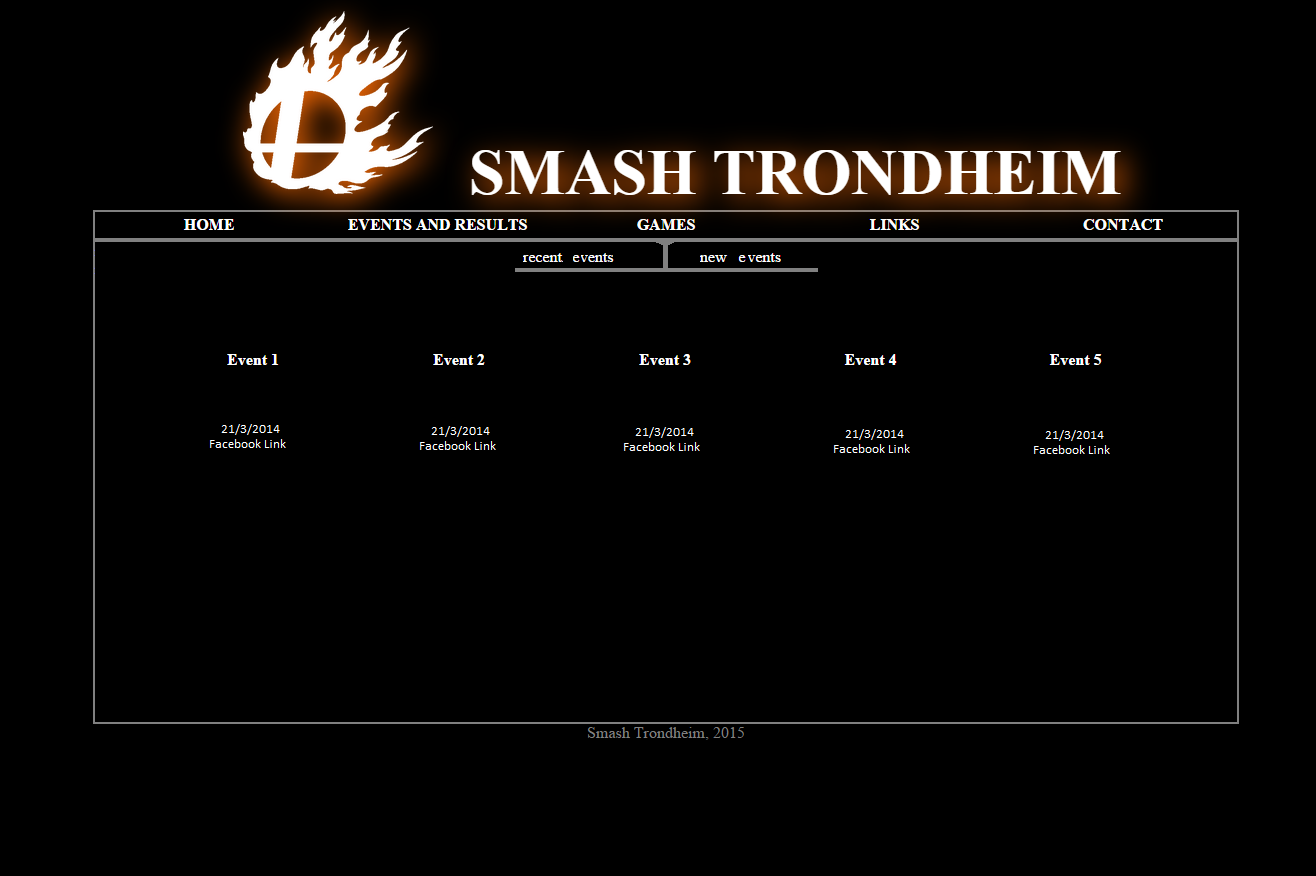 SMASH TRONDHEIM
HOME EVENTS AND RESULTS GAMES LINKS CONTACT
recent events new events
Event 1 Event 2 Event 3 Event 4 Event 5
21/3/2014 21/3/2014 21/3/2014 21/3/2014 21/3/2014
Facebook Link Facebook Link Facebook Link Facebook Link Facebook Link
Smash Trondheim, 2015